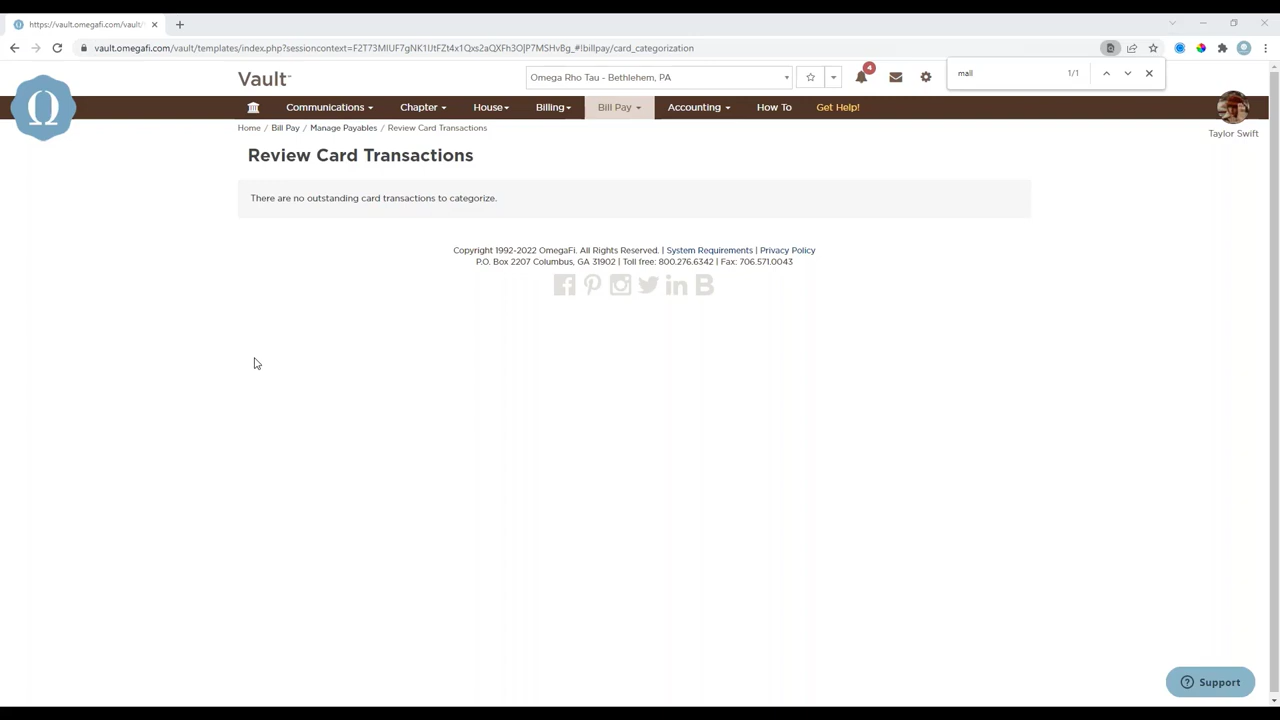 https://vault.omegafi.com/vault/
vault.omegafi.com/vault/templates/index.php?sessioncontext=F2T73MIUF7gNK1UtFZt4x1Qxs2aQXFh3OJP7MSHvBg_#!billpay/card_categorization
mall 1/1
Vault
Omega Rho Tau - Bethlehem, PA
4
Communications Chapter House Billing Bill Pay Accounting How To Get Help!
Home / Bill Pay / Manage Payables / Review Card Transactions
Taylor Swift
Review Card Transactions
There are no outstanding card transactions to categorize.
Copyright 1992-2022 OmegaFi. All Rights Reserved. | System Requirements | Privacy Policy
P.O. Box 2207 Columbus, GA 31902 | Toll free: 800.276.6342 | Fax: 706.571.0043
Support